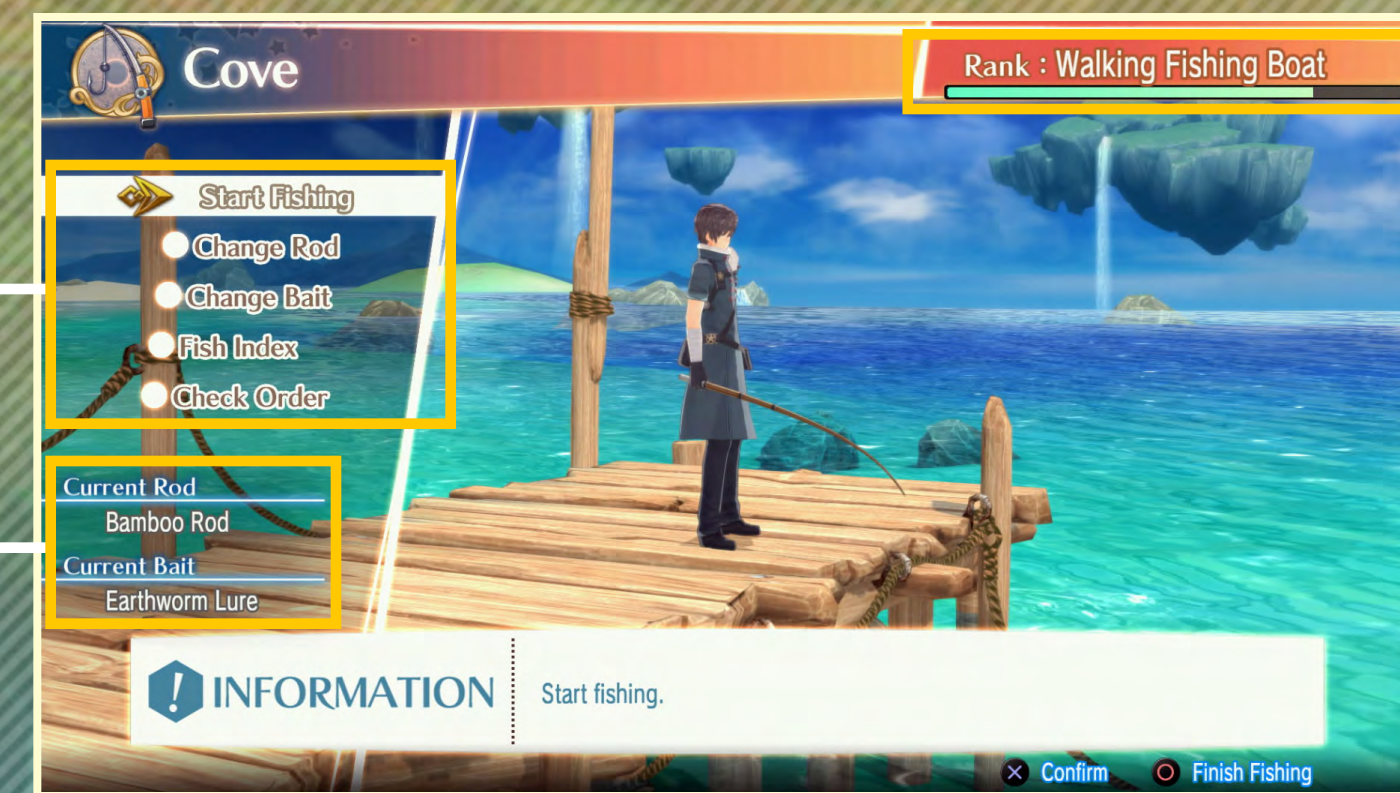 Cove
Rank : Walking Fishing Boat
Start Fishing
Change Rod
Change Bait
Fish Index
Check Order
Current Rod
Bamboo Rod
Current Bait
Earthworm Lure
! INFORMATION
Start fishing.
Confirm
Finish Fishing